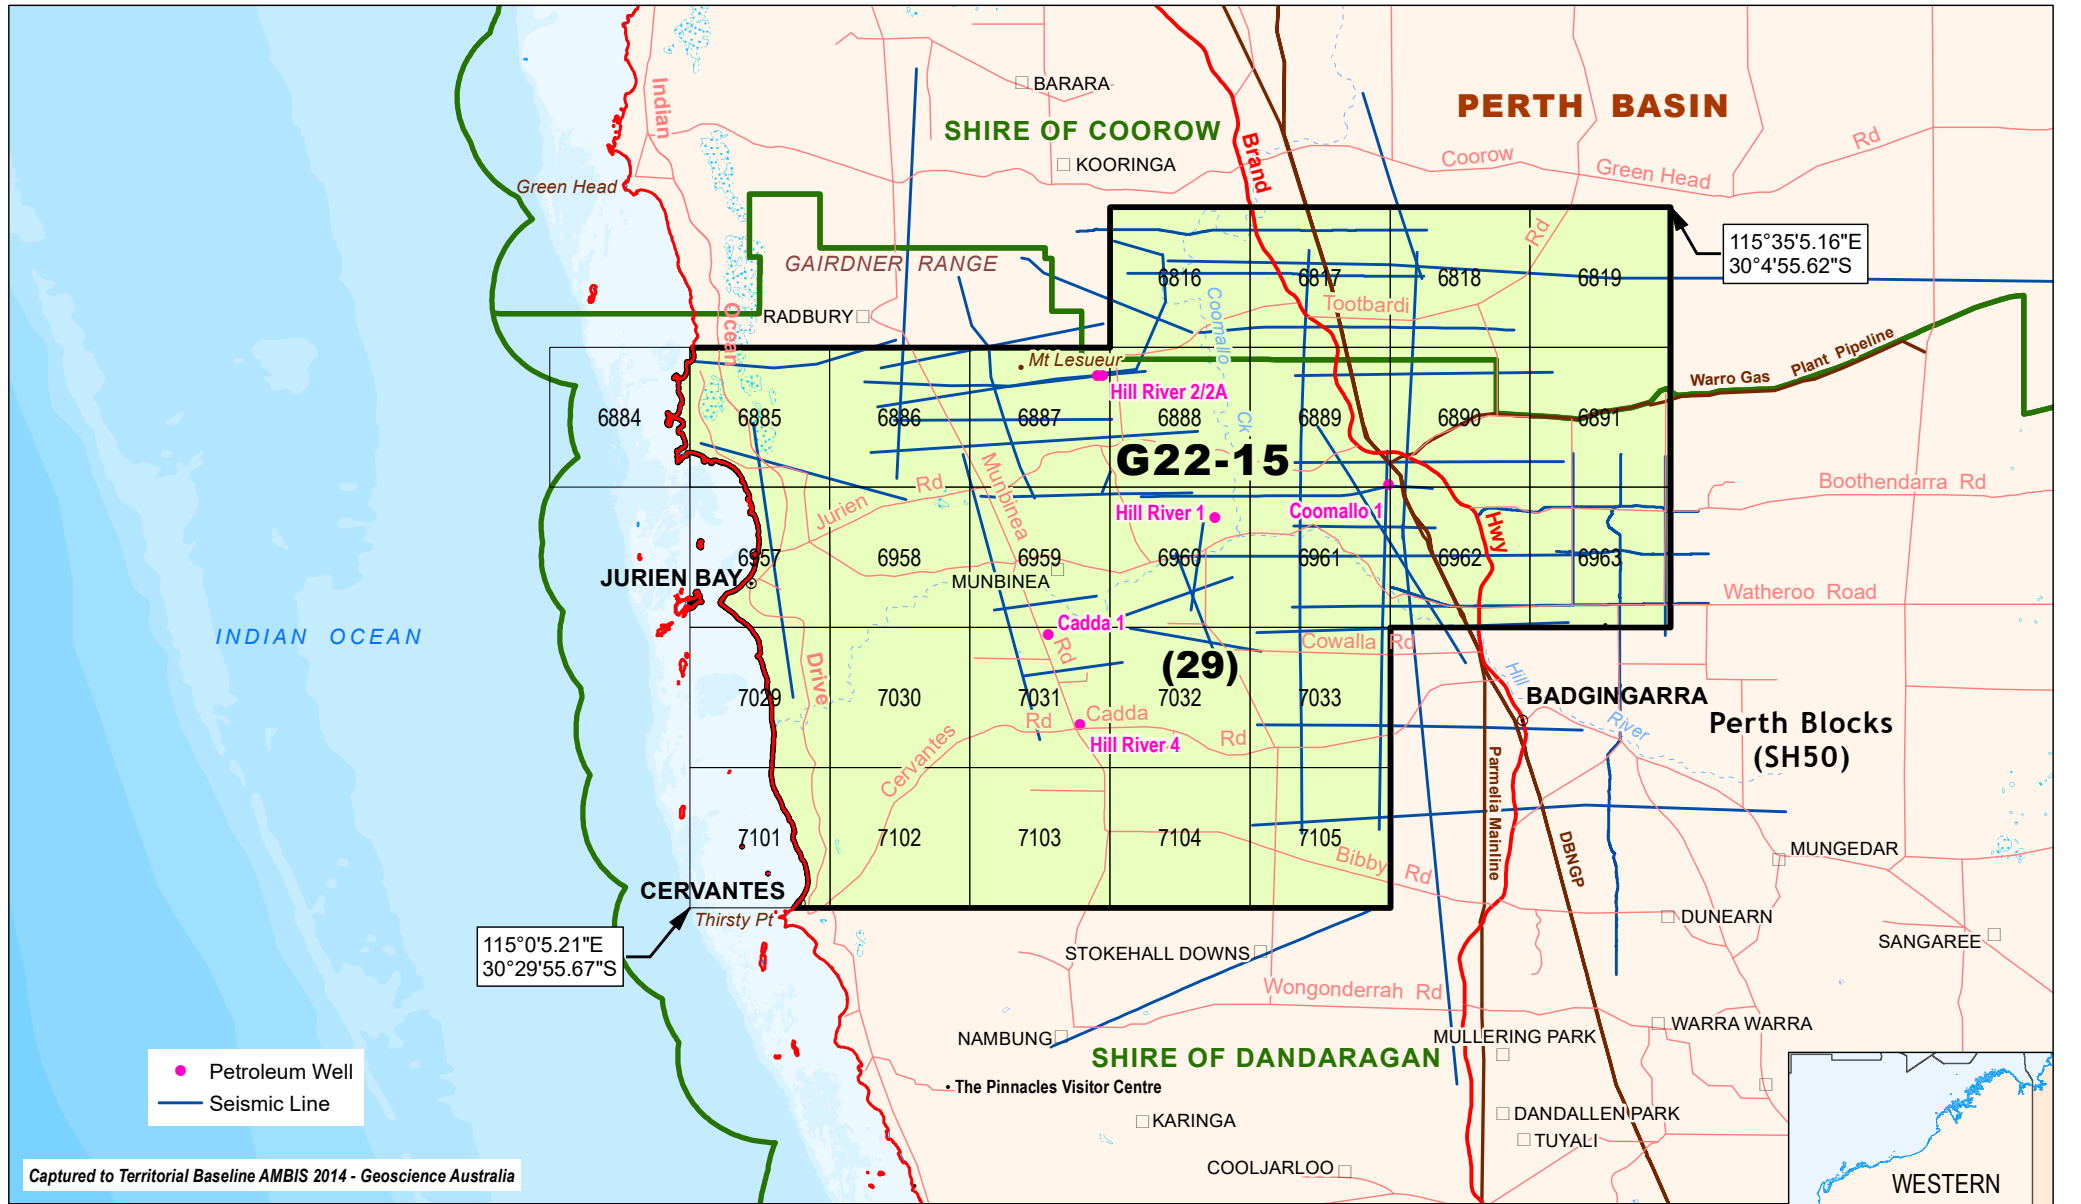 BARARA
PERTH BASIN
SHIRE OF COOROW
Indian
Brand
KOORINGA
Coorow
Green Head
Rd
Green Head
Rd
115°35'5.16"E
30°4'55.62"S
GAIRDNER RANGE
6816
6817
6818
6819
Coomallo
Tootbardi
RADBURY
Ocean
Mt Lesueur
Warro Gas
Plant Pipeline
Hill River 2/2A
6884
6885
6886
6887
6888
6889
6890
6891
Ck
G22-15
Munbinea
Jurien
Rd
Boothendarra Rd
Hill River 1
Coomallo 1
Hwy
6957
6958
6959
6960
6961
6962
6963
JURIEN BAY
MUNBINEA
Watheroo Road
INDIAN OCEAN
Cadda 1
Rd
(29)
Cowalla Rd
Drive
Hill
River
BADGINGARRA
7029
7030
7031
7032
7033
Perth Blocks
(SH50)
Cervantes
Rd
Cadda
Rd
Hill River 4
Parmelia Mainline
DBNGP
7101
7102
7103
7104
7105
Bibby Rd
MUNGEDAR
CERVANTES
Thirsty Pt
DUNEARN
SANGAREE
115°0'5.21"E
30°29'55.67"S
STOKEHALL DOWNS
Wongonderrah Rd
NAMBUNG
MULLERING PARK
WARRA WARRA
SHIRE OF DANDARAGAN
The Pinnacles Visitor Centre
Petroleum Well
Seismic Line
KARINGA
DANDALLEN PARK
TUYALI
COOLJARLOO
Captured to Territorial Baseline AMBIS 2014 - Geoscience Australia
WESTERN